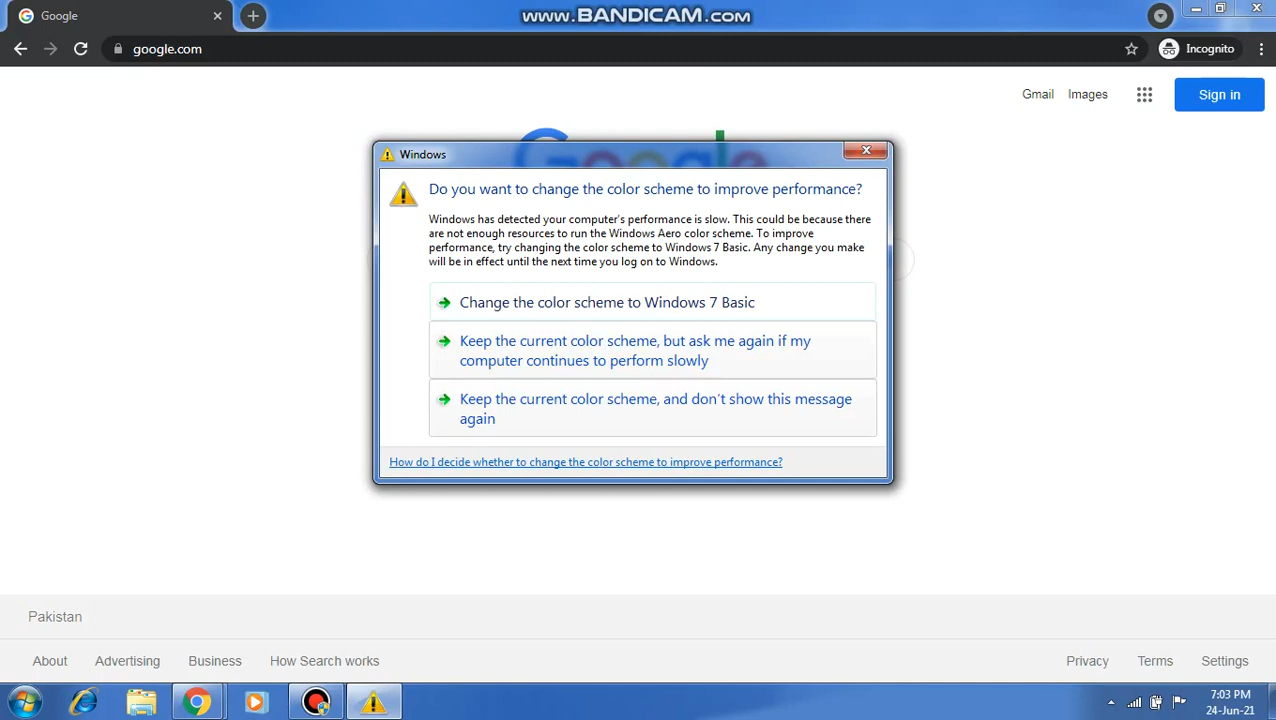 Google
www.BANDICAM.com
google.com
Incognito
Gmail
Images
Sign in
Google
Windows
Do you want to change the color scheme to improve performance?
Windows has detected your computer's performance is slow. This could be because there
are not enough resources to run the Windows Aero color scheme. To improve
performance, try changing the color scheme to Windows 7 Basic. Any change you make
will be in effect until the next time you log on to Windows.
Change the color scheme to Windows 7 Basic
Keep the current color scheme, but ask me again if my
computer continues to perform slowly
Keep the current color scheme, and don't show this message
again
How do I decide whether to change the color scheme to improve performance?
Pakistan
About
Advertising
Business
How Search works
Privacy
Terms
Settings
7:03 PM
24-Jun-21